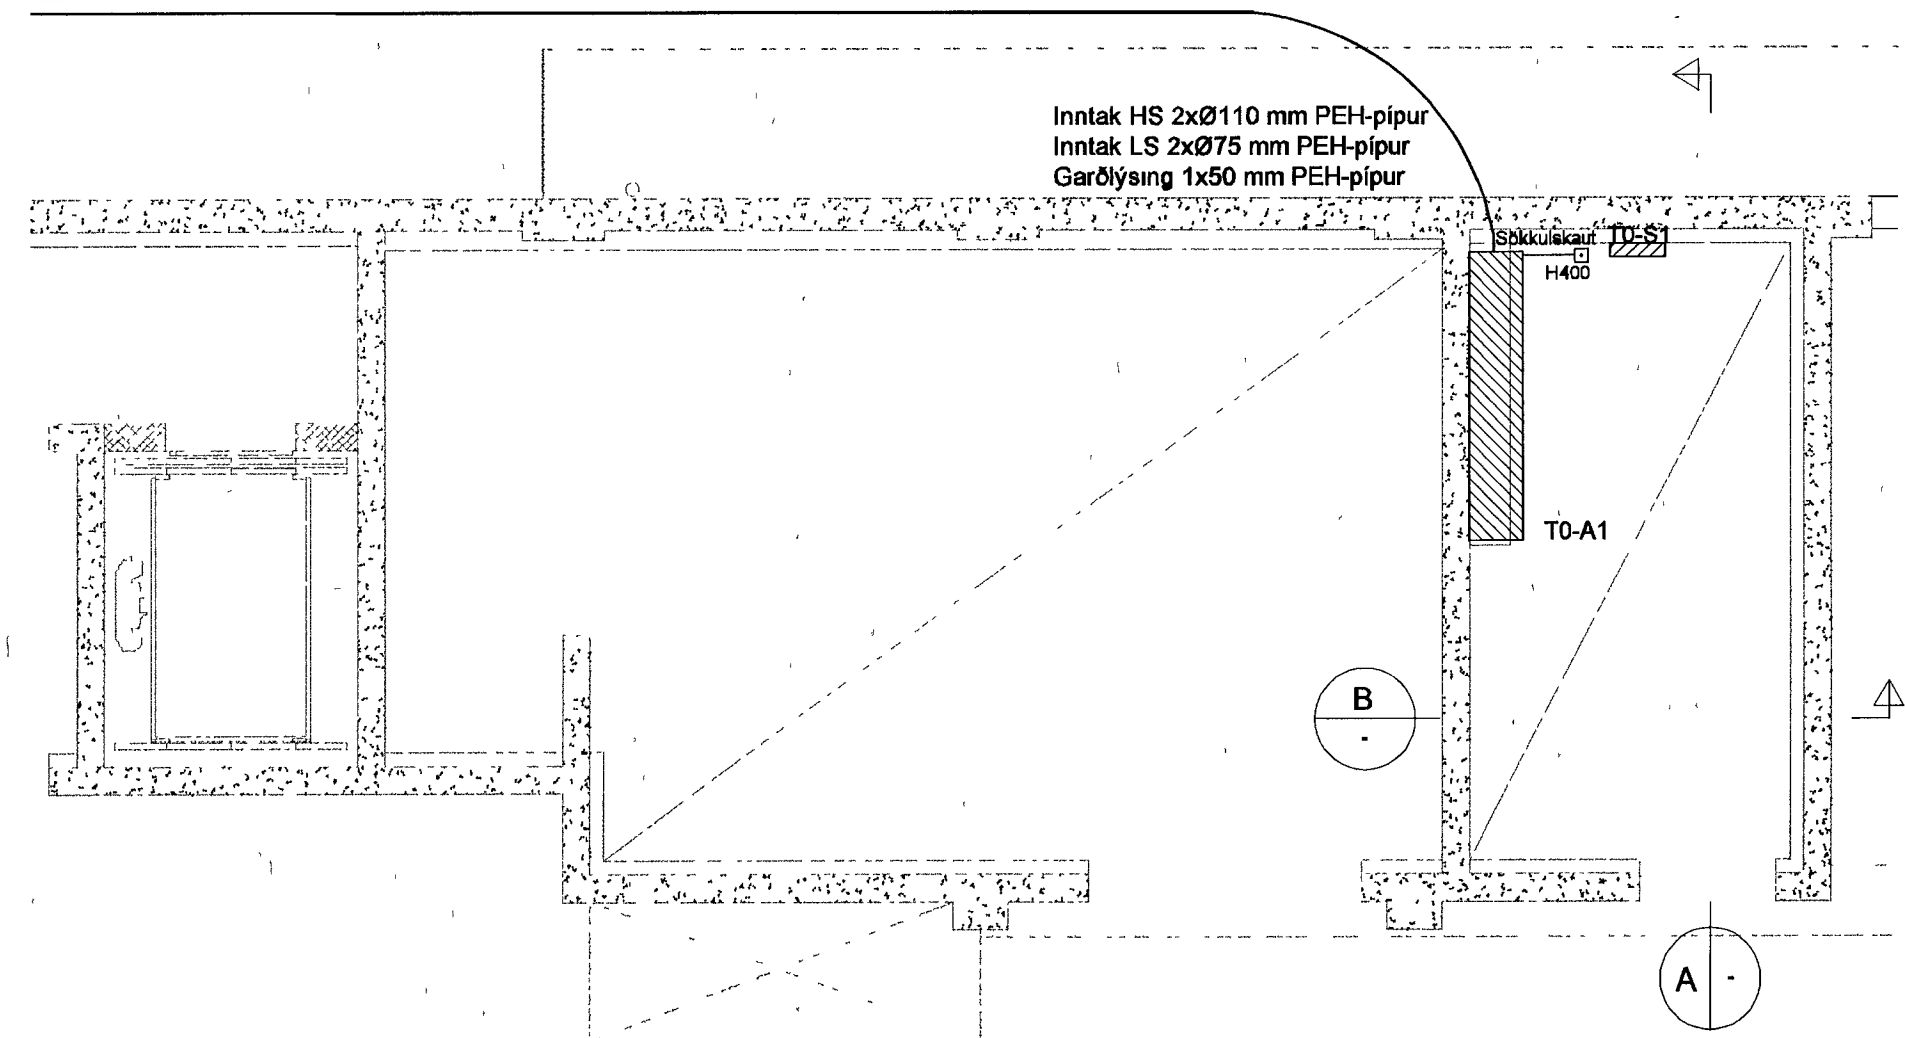 Inntak HS 2xØ110 mm PEH-pípur
Inntak LS 2xØ75 mm PEH-pípur
Garðlýsing 1x50 mm PEH-pípur
Sökkulskaut
T0-S1
H400
T0-A1
B
-
A
-